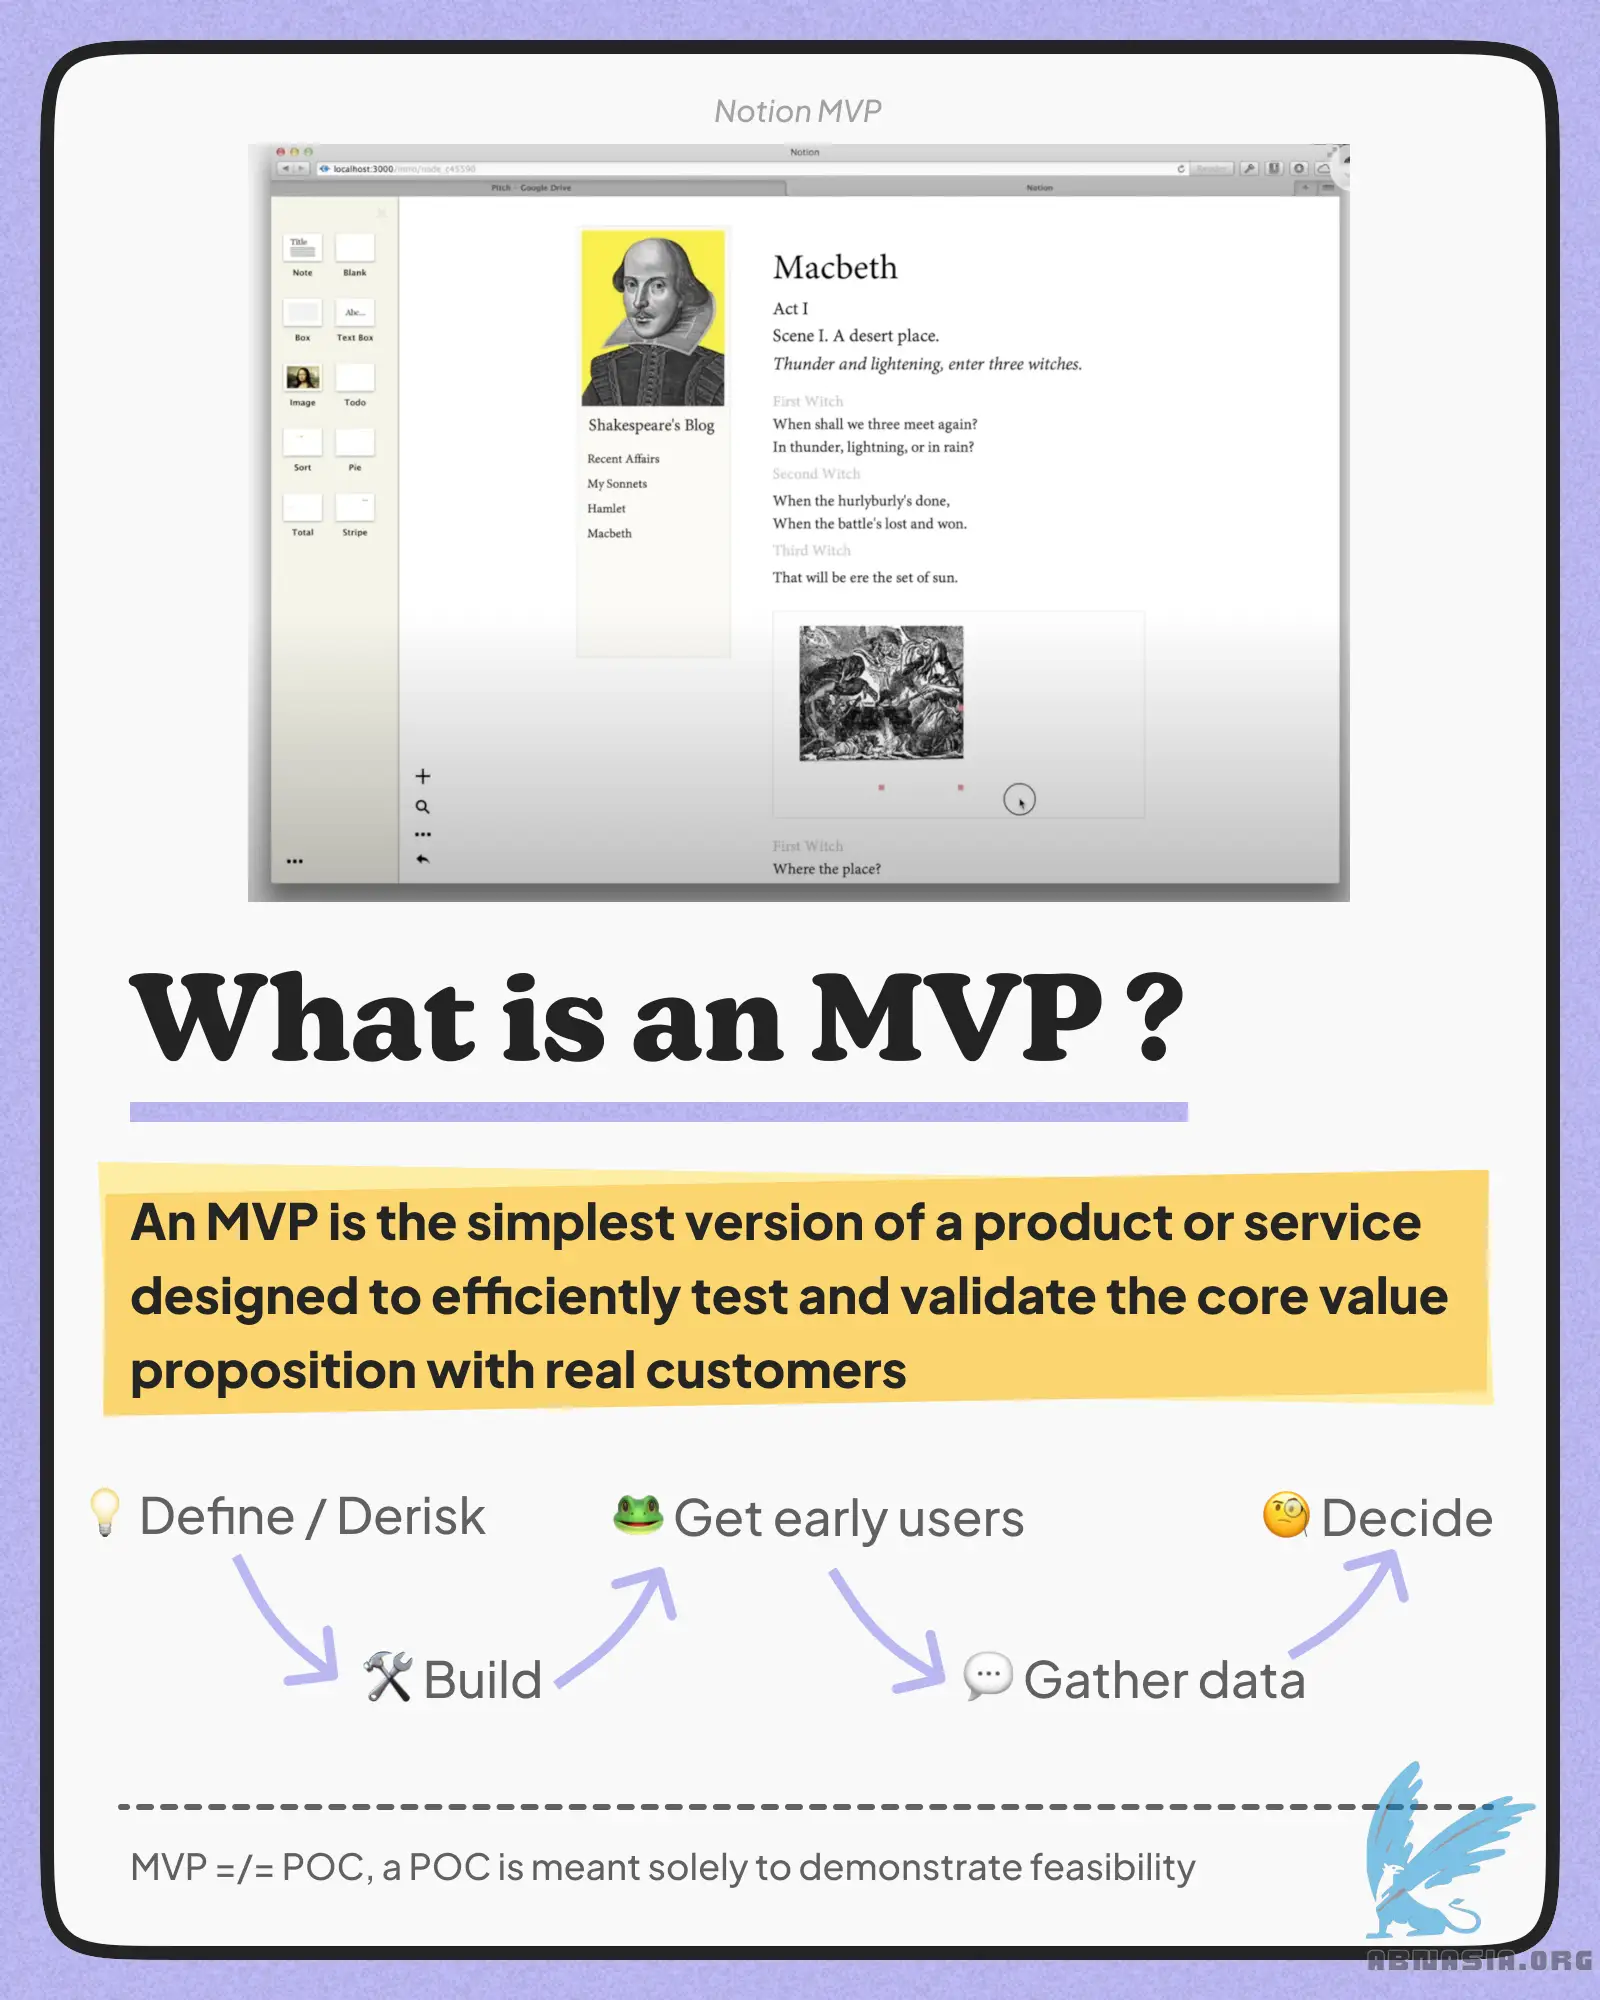 Notion MVP
Notion
localhost:3000/intro/node_c45590
Reader
Pitch - Google Drive
Notion
Title
Note
Blank
Box
Abc...
Text Box
Image
Todo
Sort
Pie
Total
Stripe
Shakespeare's Blog
Recent Affairs
My Sonnets
Hamlet
Macbeth
Macbeth
Act I
Scene I. A desert place.
Thunder and lightening, enter three witches.
First Witch
When shall we three meet again?
In thunder, lightning, or in rain?
Second Witch
When the hurlyburly's done,
When the battle's lost and won.
Third Witch
That will be ere the set of sun.
First Witch
Where the place?
What is an MVP ?
An MVP is the simplest version of a product or service
designed to efficiently test and validate the core value
proposition with real customers
Define / Derisk
Build
Get early users
Gather data
Decide
MVP =/= POC, a POC is meant solely to demonstrate feasibility
ABNASIA.ORG